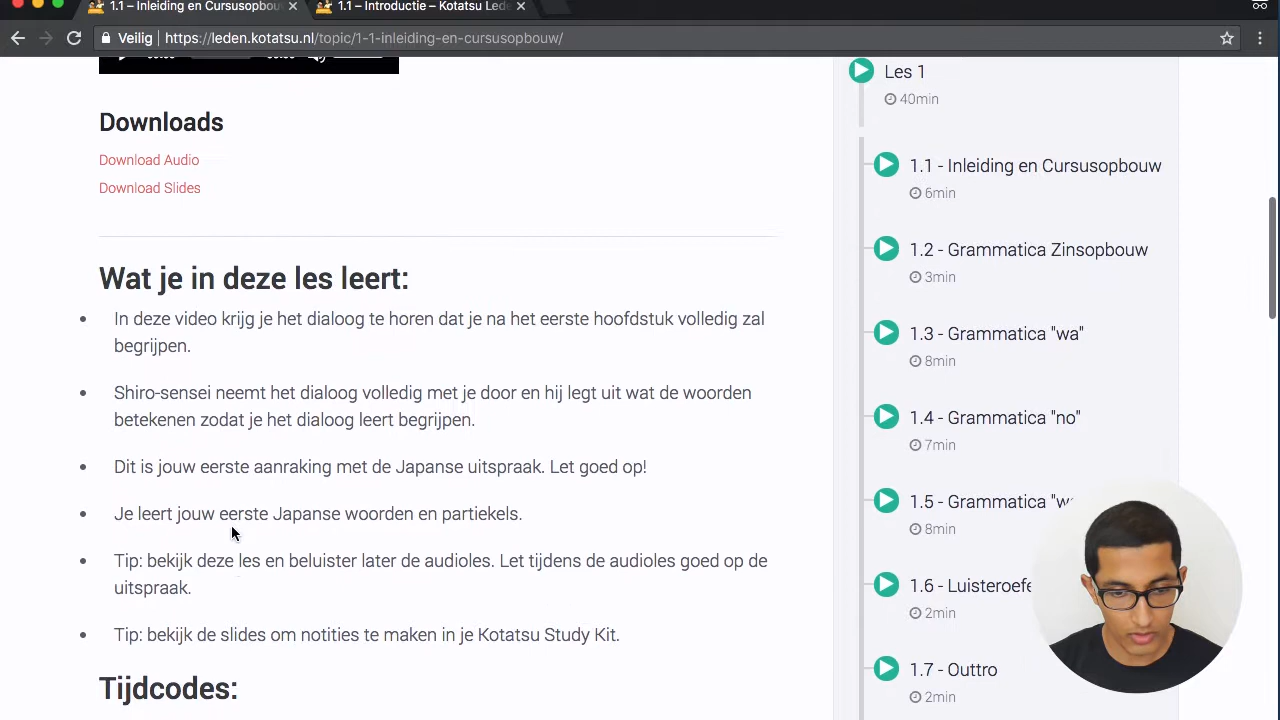 1.1 – Inleiding en Cursusopbouw
1.1 – Introductie – Kotatsu Lede
Veilig
https://leden.kotatsu.nl/topic/1-1-inleiding-en-cursusopbouw/
Downloads
Download Audio
Download Slides
Wat je in deze les leert:
In deze video krijg je het dialoog te horen dat je na het eerste hoofdstuk volledig zal
begrijpen.
Shiro-sensei neemt het dialoog volledig met je door en hij legt uit wat de woorden
betekenen zodat je het dialoog leert begrijpen.
Dit is jouw eerste aanraking met de Japanse uitspraak. Let goed op!
Je leert jouw eerste Japanse woorden en partiekels.
Tip: bekijk deze les en beluister later de audioles. Let tijdens de audioles goed op de
uitspraak.
Tip: bekijk de slides om notities te maken in je Kotatsu Study Kit.
Tijdcodes:
Les 1
40min
1.1 - Inleiding en Cursusopbouw
6min
1.2 - Grammatica Zinsopbouw
3min
1.3 - Grammatica "wa"
8min
1.4 - Grammatica "no"
7min
1.5 - Grammatica
8min
1.6 - Luisteroefe
2min
1.7 - Outtro
2min